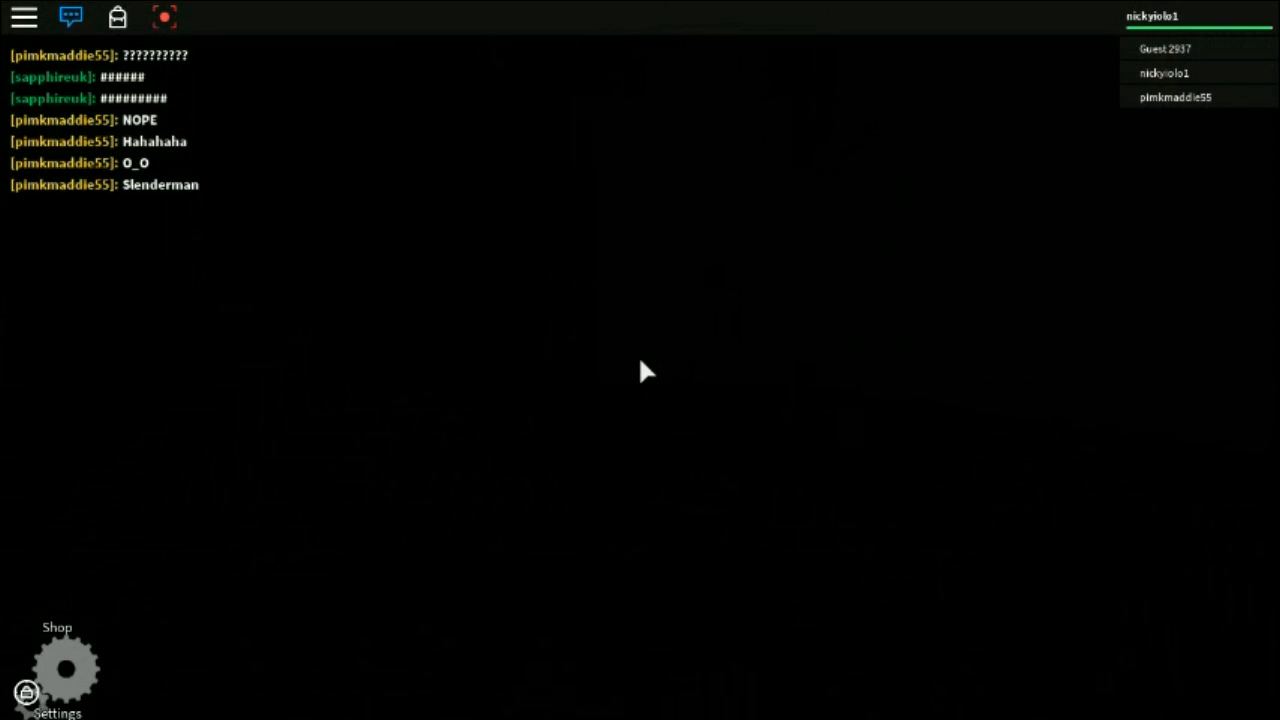 nickyiolo1
Guest 2937
nickyiolo1
pimkmaddie55
[pimkmaddie55]: ??????????
[sapphireuk]: ######
[sapphireuk]: #########
[pimkmaddie55]: NOPE
[pimkmaddie55]: Hahahaha
[pimkmaddie55]: O_O
[pimkmaddie55]: Slenderman
Shop
Settings